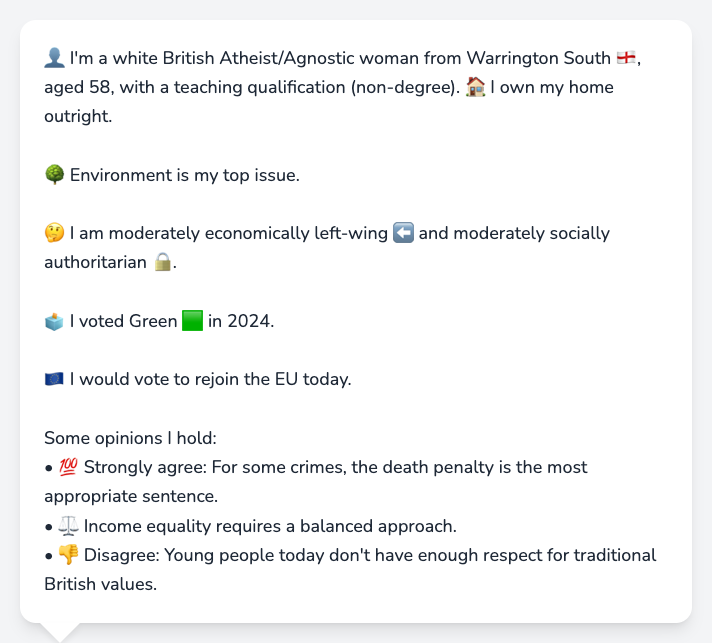 👤 I'm a white British Atheist/Agnostic woman from Warrington South 🏴󠁧󠁢󠁥󠁮󠁧󠁿,
aged 58, with a teaching qualification (non-degree). 🏠 I own my home
outright.
🌳 Environment is my top issue.
🤔 I am moderately economically left-wing ⬅️ and moderately socially
authoritarian 🔒.
🗳️ I voted Green 🟩 in 2024.
🇪🇺 I would vote to rejoin the EU today.
Some opinions I hold:
• 💯 Strongly agree: For some crimes, the death penalty is the most
appropriate sentence.
• ⚖️ Income equality requires a balanced approach.
• 👎 Disagree: Young people today don't have enough respect for traditional
British values.